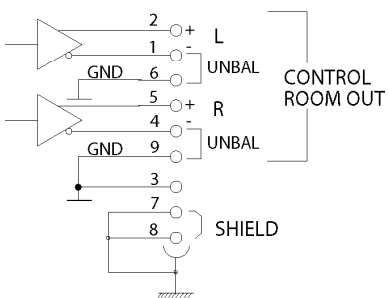 2 + L
1 -
GND 6 UNBAL
5 + R
4 -
GND 9 UNBAL
3
7
8 SHIELD
CONTROL
ROOM OUT